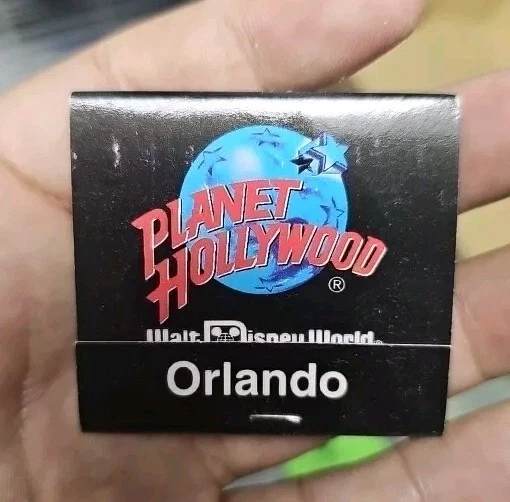 PLANET
HOLLYWOOD
®
Walt Disney World
Orlando